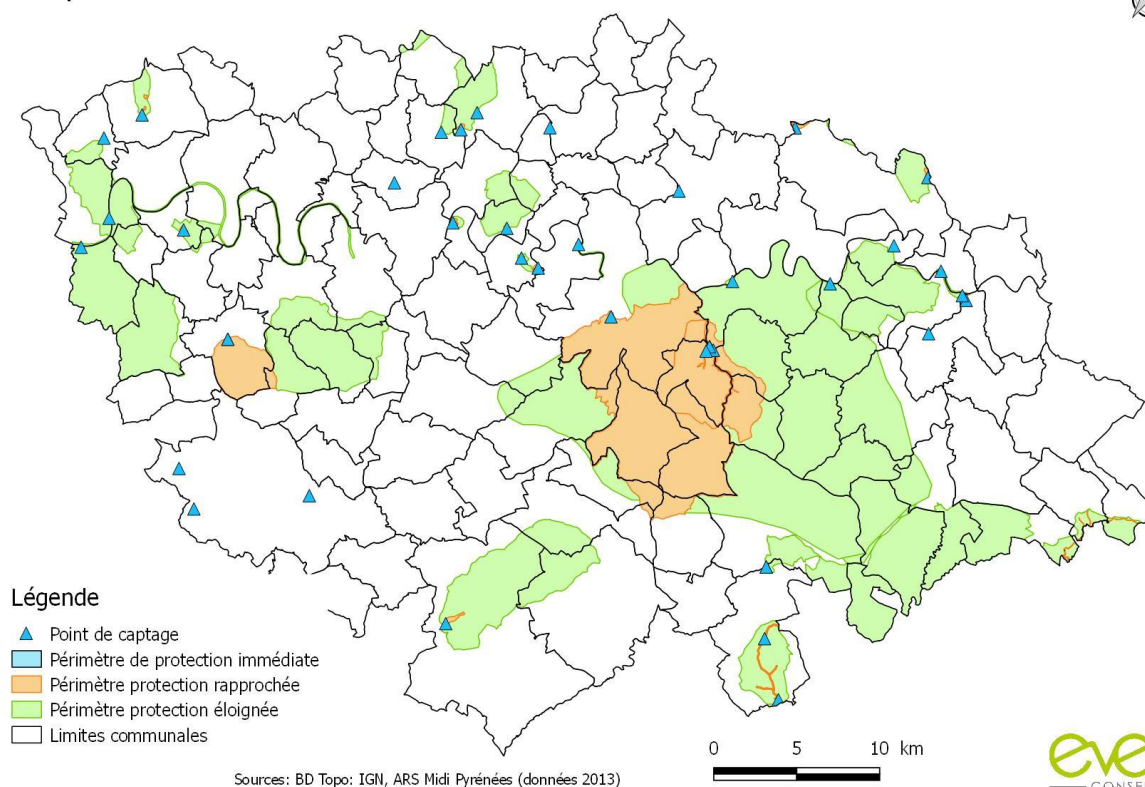 Légende
Point de captage
Périmètre de protection immédiate
Périmètre protection rapprochée
Périmètre protection éloignée
Limites communales
0 5 10 km
Sources: BD Topo: IGN, ARS Midi Pyrénées (données 2013)
eve
CONSE